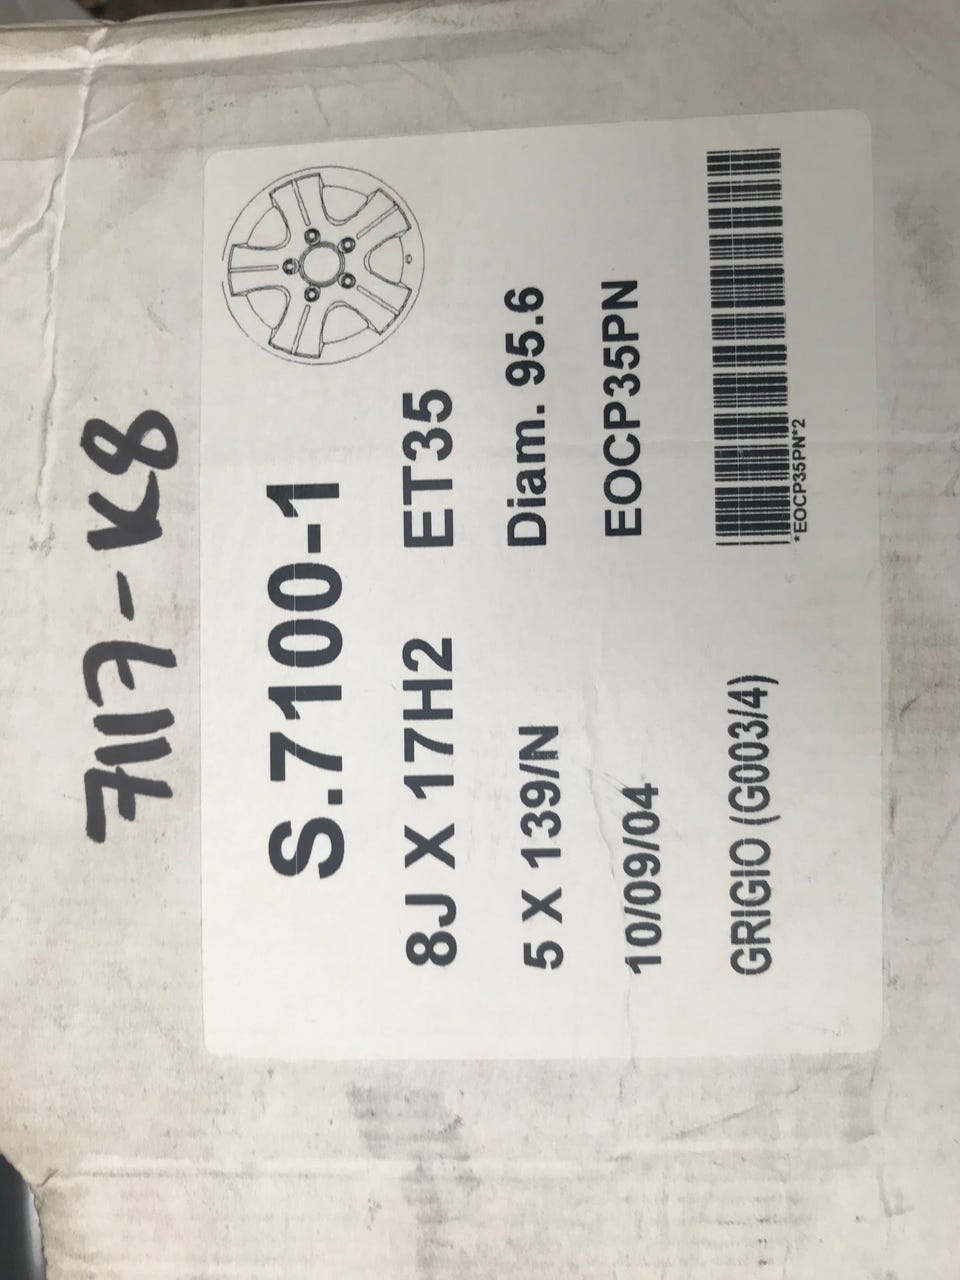 7117-K8
S.7100-1
8J X 17H2 ET35
5 X 139/N Diam. 95.6
10/09/04 EOCP35PN
GRIGIO (G003/4)
*EOCP35PN*2